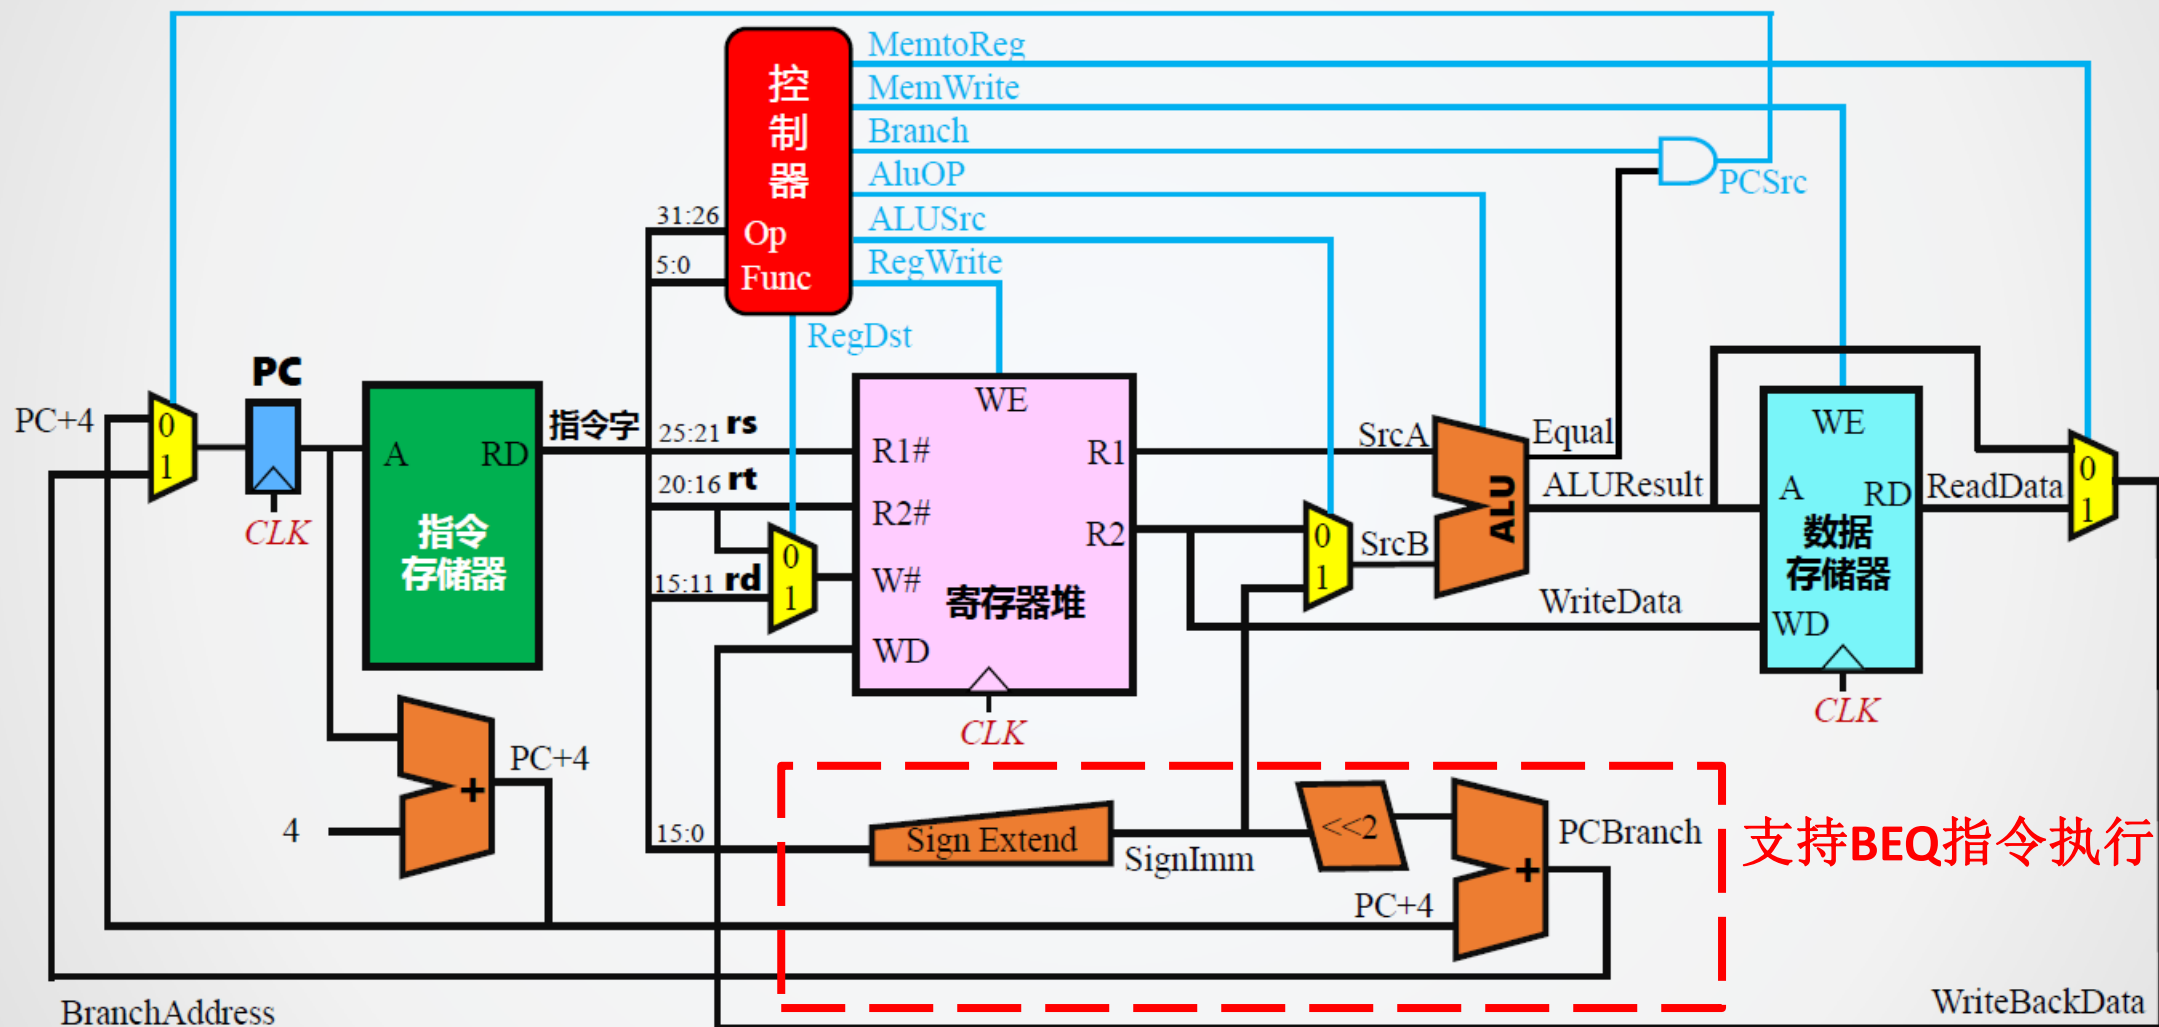 控
制
器
Op
Func
MemtoReg
MemWrite
Branch
AluOP
ALUSrc
RegWrite
RegDst
PCSrc
31:26
5:0
PC+4
0
1
PC
CLK
A
RD
指令
存储器
指令字
25:21 rs
20:16 rt
15:11 rd
0
1
WE
R1#
R2#
W#
WD
R1
R2
寄存器堆
CLK
0
1
SrcA
SrcB
ALU
Equal
ALUResult
WriteData
WE
A
RD
数据
存储器
WD
CLK
ReadData
0
1
4
+
PC+4
15:0
Sign Extend
SignImm
<<2
PC+4
+
PCBranch
支持BEQ指令执行
BranchAddress
WriteBackData